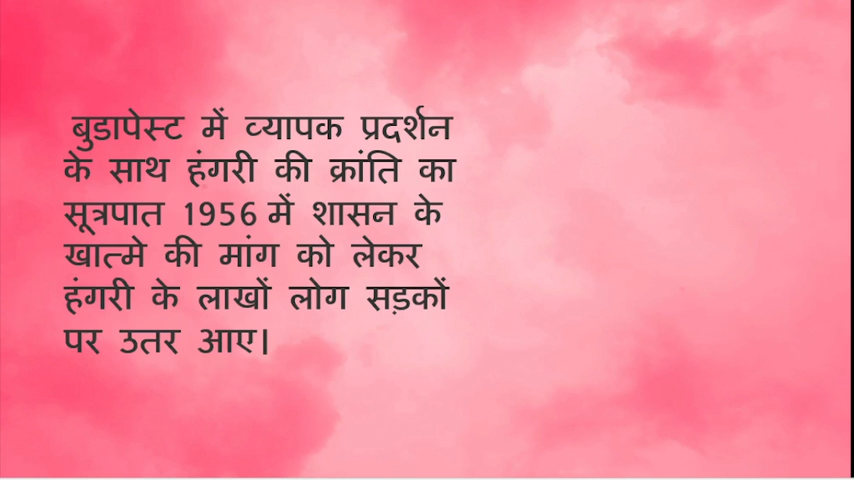 बुडापेस्ट में व्यापक प्रदर्शन
के साथ हंगरी की क्रांति का
सूत्रपात 1956 में शासन के
खात्मे की मांग को लेकर
हंगरी के लाखों लोग सड़कों
पर उतर आए।